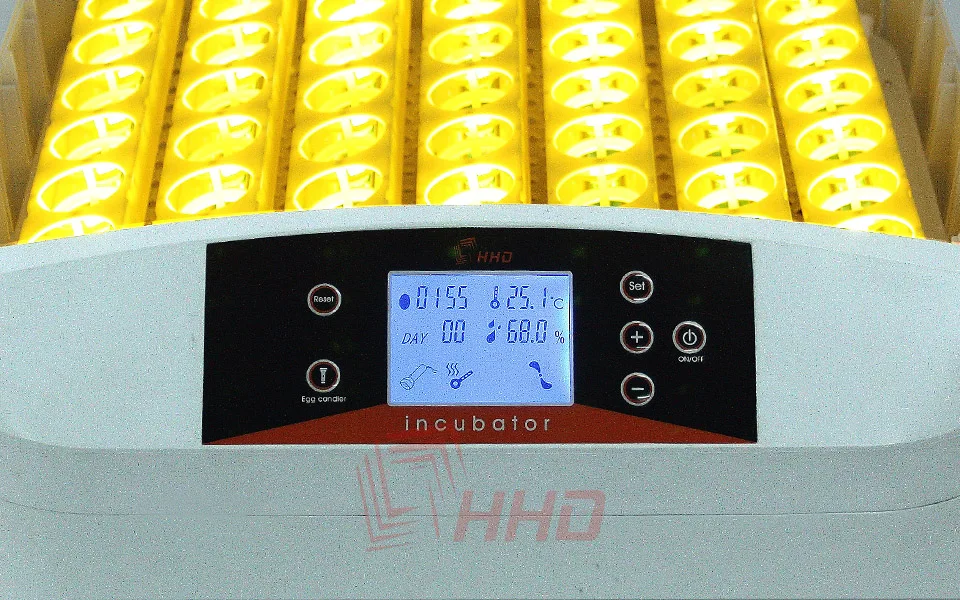 HHD
Reset
0155 25.1°C
DAY 00 68.0 %
Set
+
ON/OFF
−
Egg candler
incubator
HHD